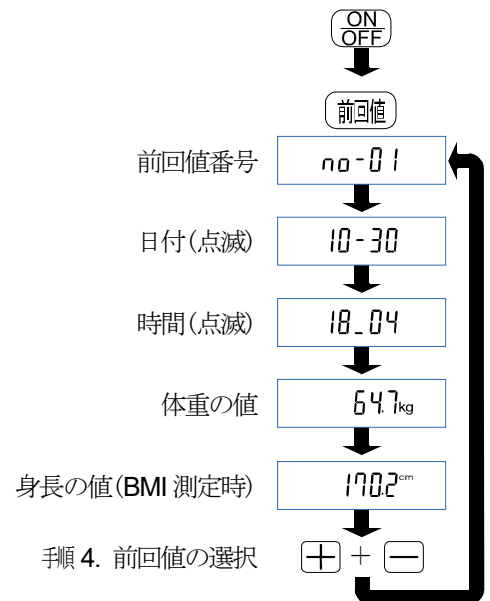 ON
OFF
前回値
前回値番号 no-01
日付(点滅) 10-30
時間(点滅) 18_04
体重の値 64.7kg
身長の値(BMI 測定時) 170.2cm
手順 4. 前回値の選択 + + −